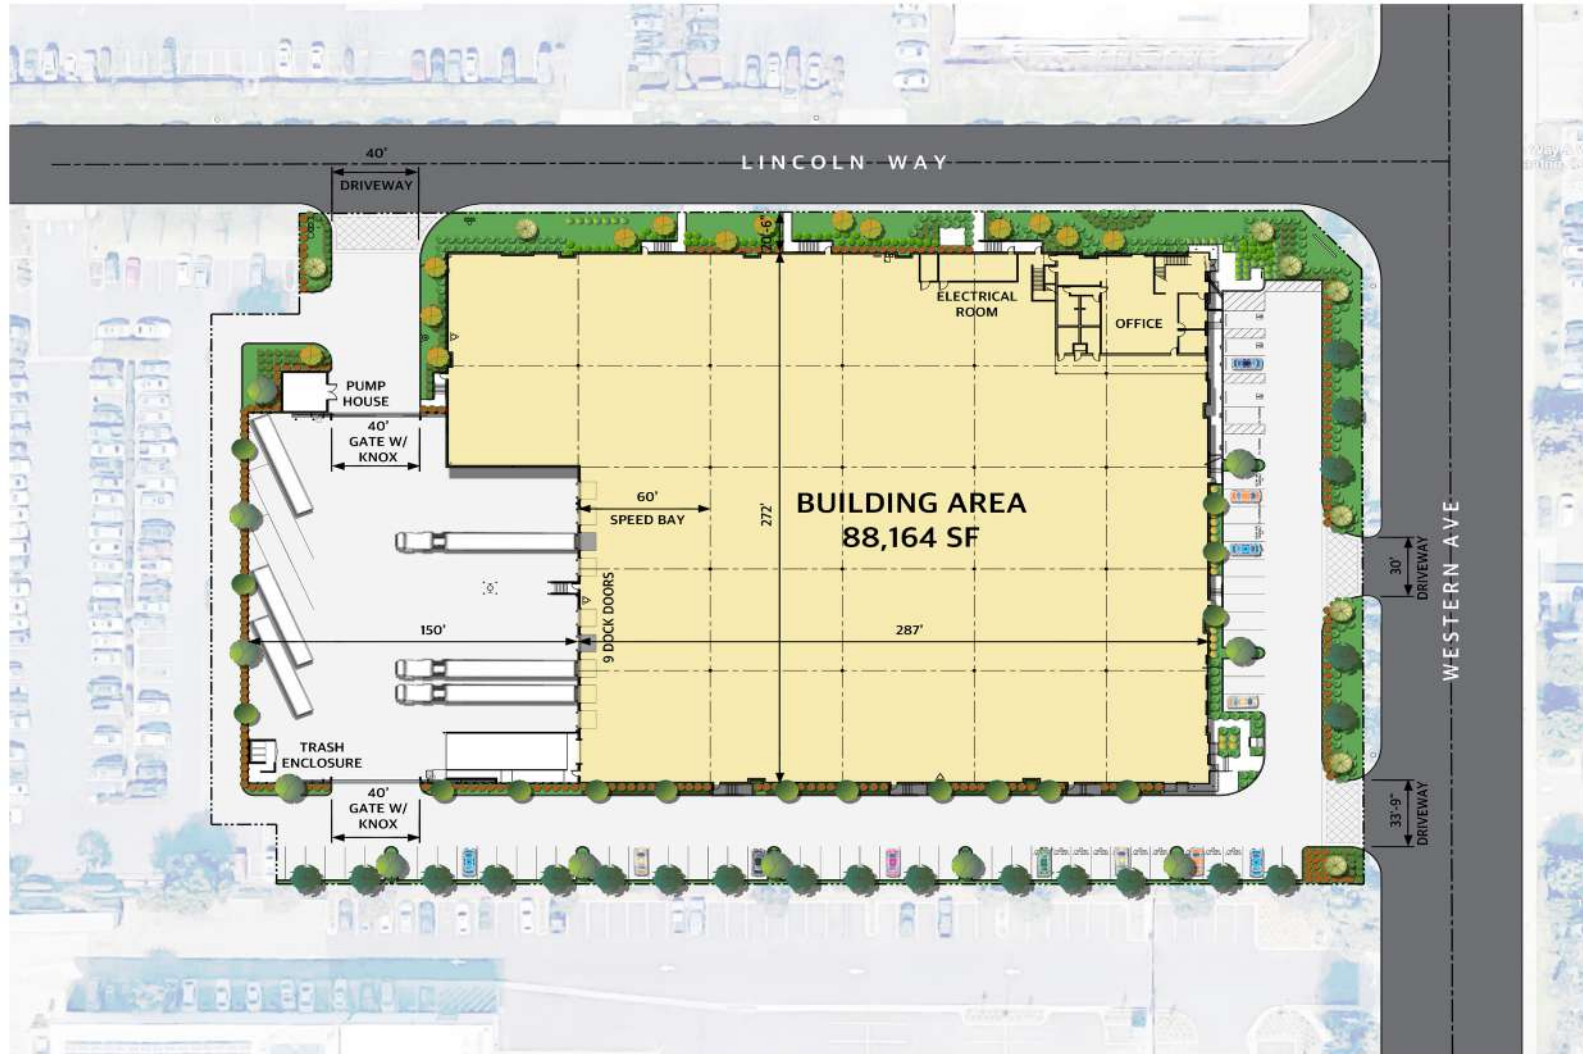 40'
DRIVEWAY
LINCOLN WAY
20'-6"
ELECTRICAL
ROOM
OFFICE
PUMP
HOUSE
40'
GATE W/
KNOX
60'
SPEED BAY
272'
BUILDING AREA
88,164 SF
WESTERN AVE
30'
DRIVEWAY
9 DOCK DOORS
150'
287'
TRASH
ENCLOSURE
40'
GATE W/
KNOX
33'-9"
DRIVEWAY